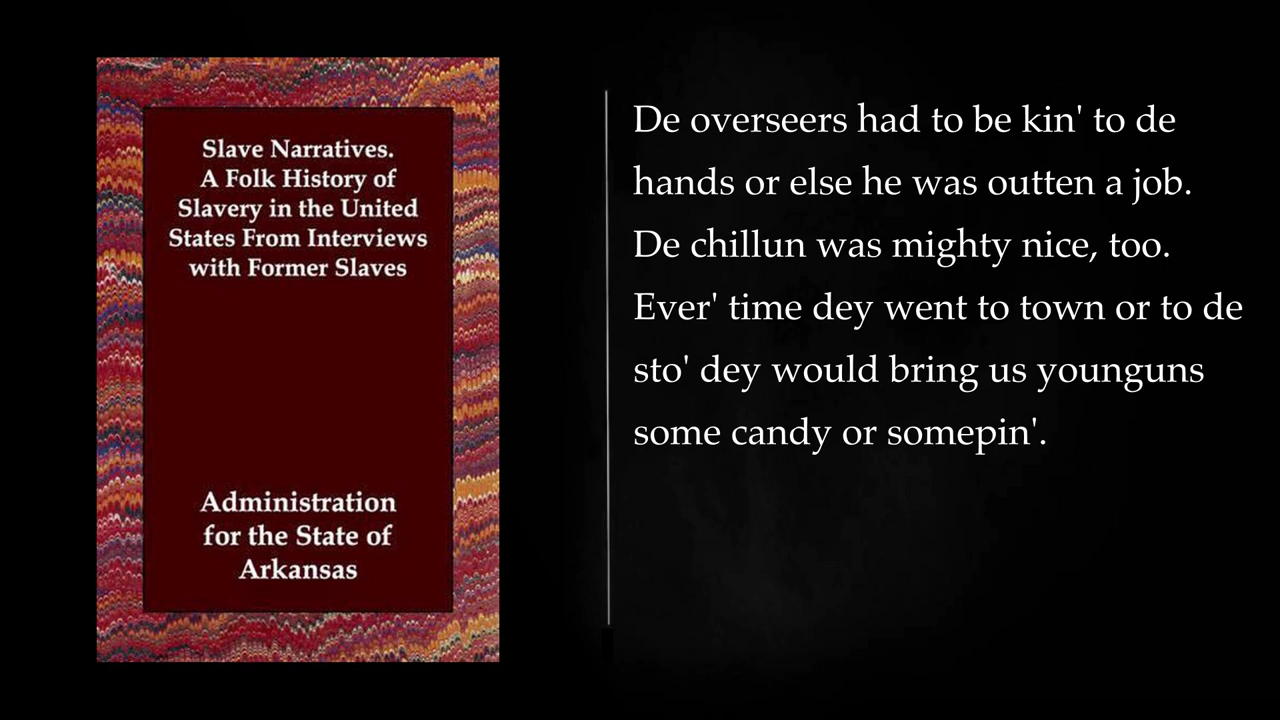 Slave Narratives.
A Folk History of
Slavery in the United
States From Interviews
with Former Slaves
Administration
for the State of
Arkansas
De overseers had to be kin' to de
hands or else he was outten a job.
De chillun was mighty nice, too.
Ever' time dey went to town or to de
sto' dey would bring us younguns
some candy or somepin'.